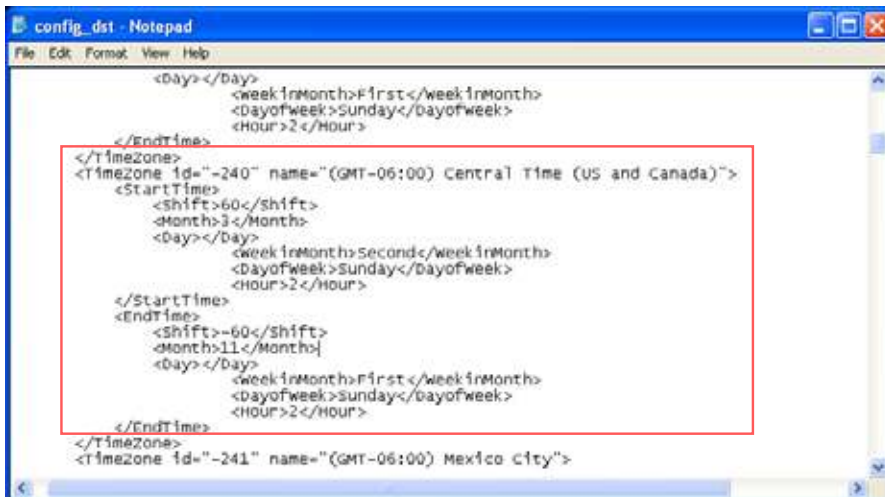 config_dst - Notepad
File Edit Format View Help
<Day></Day>
<WeekinMonth>First</WeekinMonth>
<DayofWeek>Sunday</DayofWeek>
<Hour>2</Hour>
</EndTime>
</TimeZone>
<TimeZone id="-240" name="(GMT-06:00) Central Time (US and Canada)">
<StartTime>
<Shift>60</Shift>
<Month>3</Month>
<Day></Day>
<WeekinMonth>Second</WeekinMonth>
<DayofWeek>Sunday</DayofWeek>
<Hour>2</Hour>
</StartTime>
<EndTime>
<Shift>-60</Shift>
<Month>11</Month>
<Day></Day>
<WeekinMonth>First</WeekinMonth>
<DayofWeek>Sunday</DayofWeek>
<Hour>2</Hour>
</EndTime>
</TimeZone>
<TimeZone id="-241" name="(GMT-06:00) Mexico City">